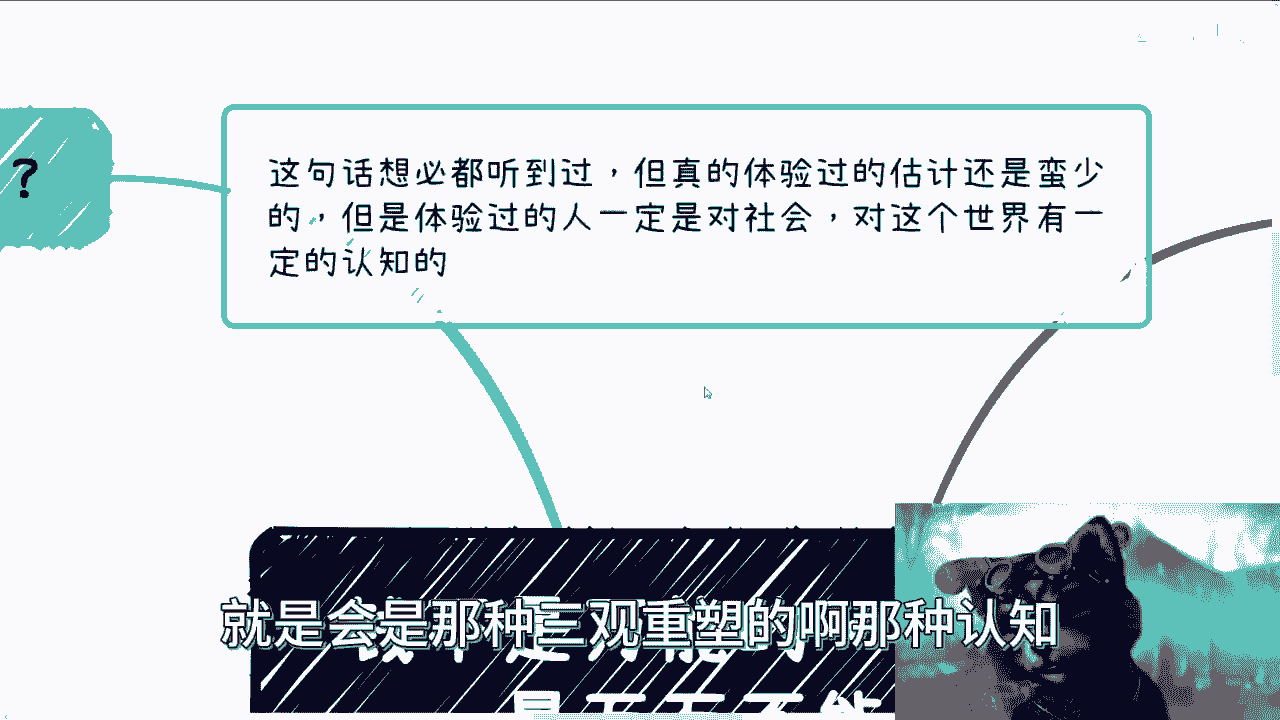 ？
这句话想必都听到过，但真的体验过的估计还是蛮少
的，但是体验过的人一定是对社会，对这个世界有一
定的认知的
就是会是那种三观重塑的啊那种认知